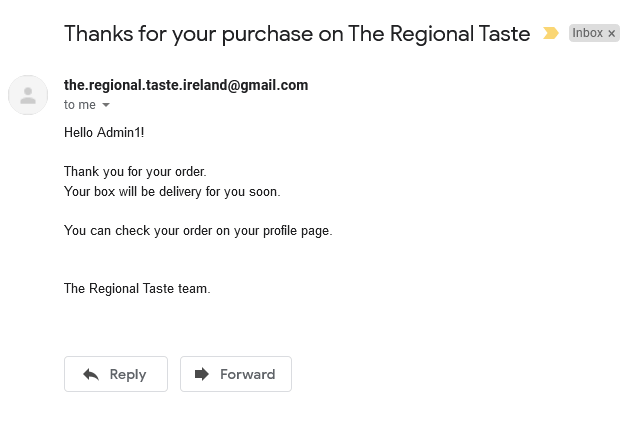 Thanks for your purchase on The Regional Taste
Inbox ×
the.regional.taste.ireland@gmail.com
to me
Hello Admin1!
Thank you for your order.
Your box will be delivery for you soon.
You can check your order on your profile page.
The Regional Taste team.
Reply
Forward